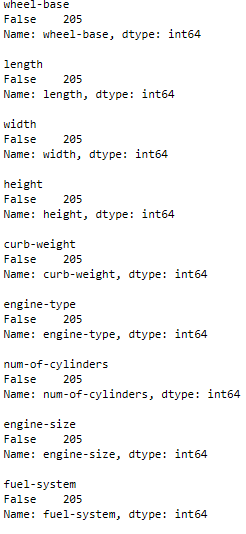 wheel-base
False    205
Name: wheel-base, dtype: int64
length
False    205
Name: length, dtype: int64
width
False    205
Name: width, dtype: int64
height
False    205
Name: height, dtype: int64
curb-weight
False    205
Name: curb-weight, dtype: int64
engine-type
False    205
Name: engine-type, dtype: int64
num-of-cylinders
False    205
Name: num-of-cylinders, dtype: int64
engine-size
False    205
Name: engine-size, dtype: int64
fuel-system
False    205
Name: fuel-system, dtype: int64